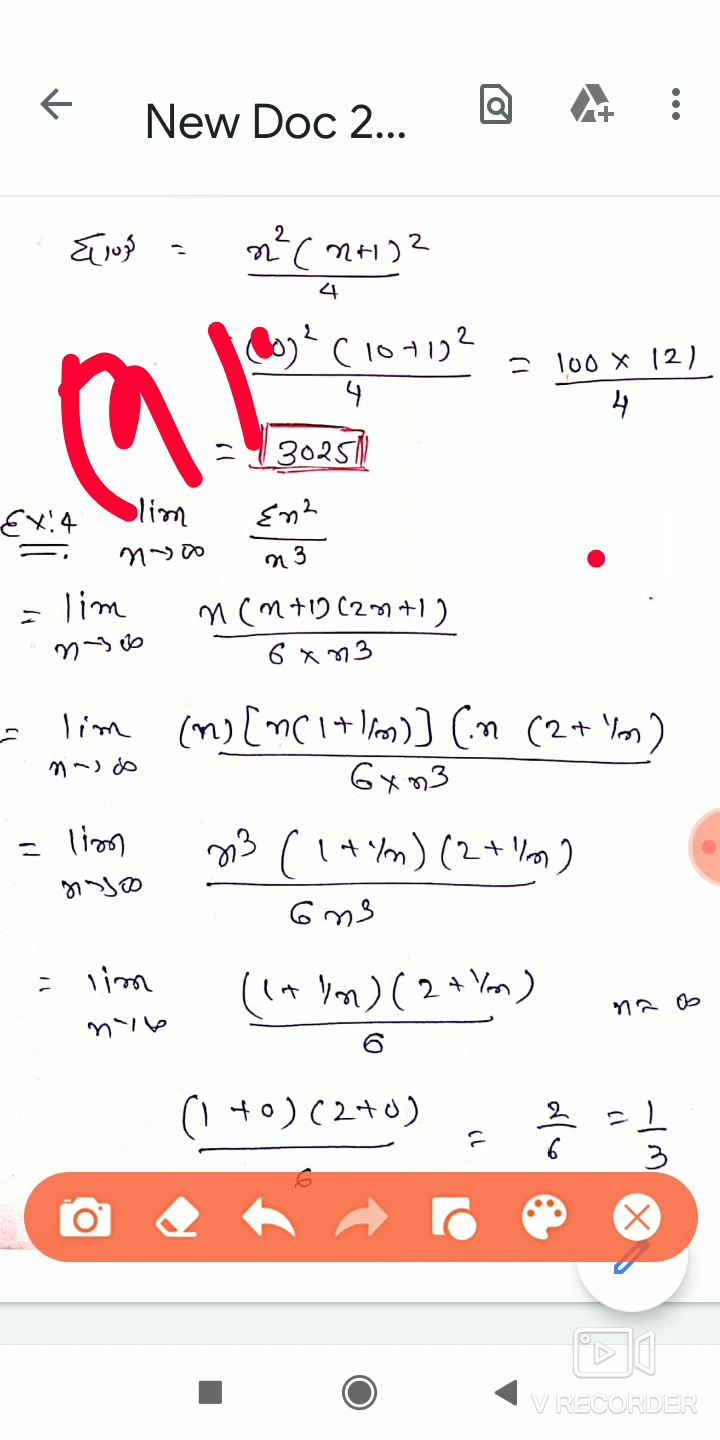 New Doc 2...
= n²(n+1)² / 4
(10)² (10+1)² / 4 = 100 × 121 / 4
= 3025
Ex:4 lim n→∞ Σn² / n³
= lim n→∞ n(n+1)(2n+1) / 6×n³
= lim n→∞ (n)[n(1+1/n)] (n (2+1/n) / 6×n³
= lim n→∞ n³ (1+1/n)(2+1/n) / 6n³
= lim n→∞ (1+1/n)(2+1/n) / 6 n = ∞
(1+0)(2+0) / 6 = 2/6 = 1/3
V RECORDER